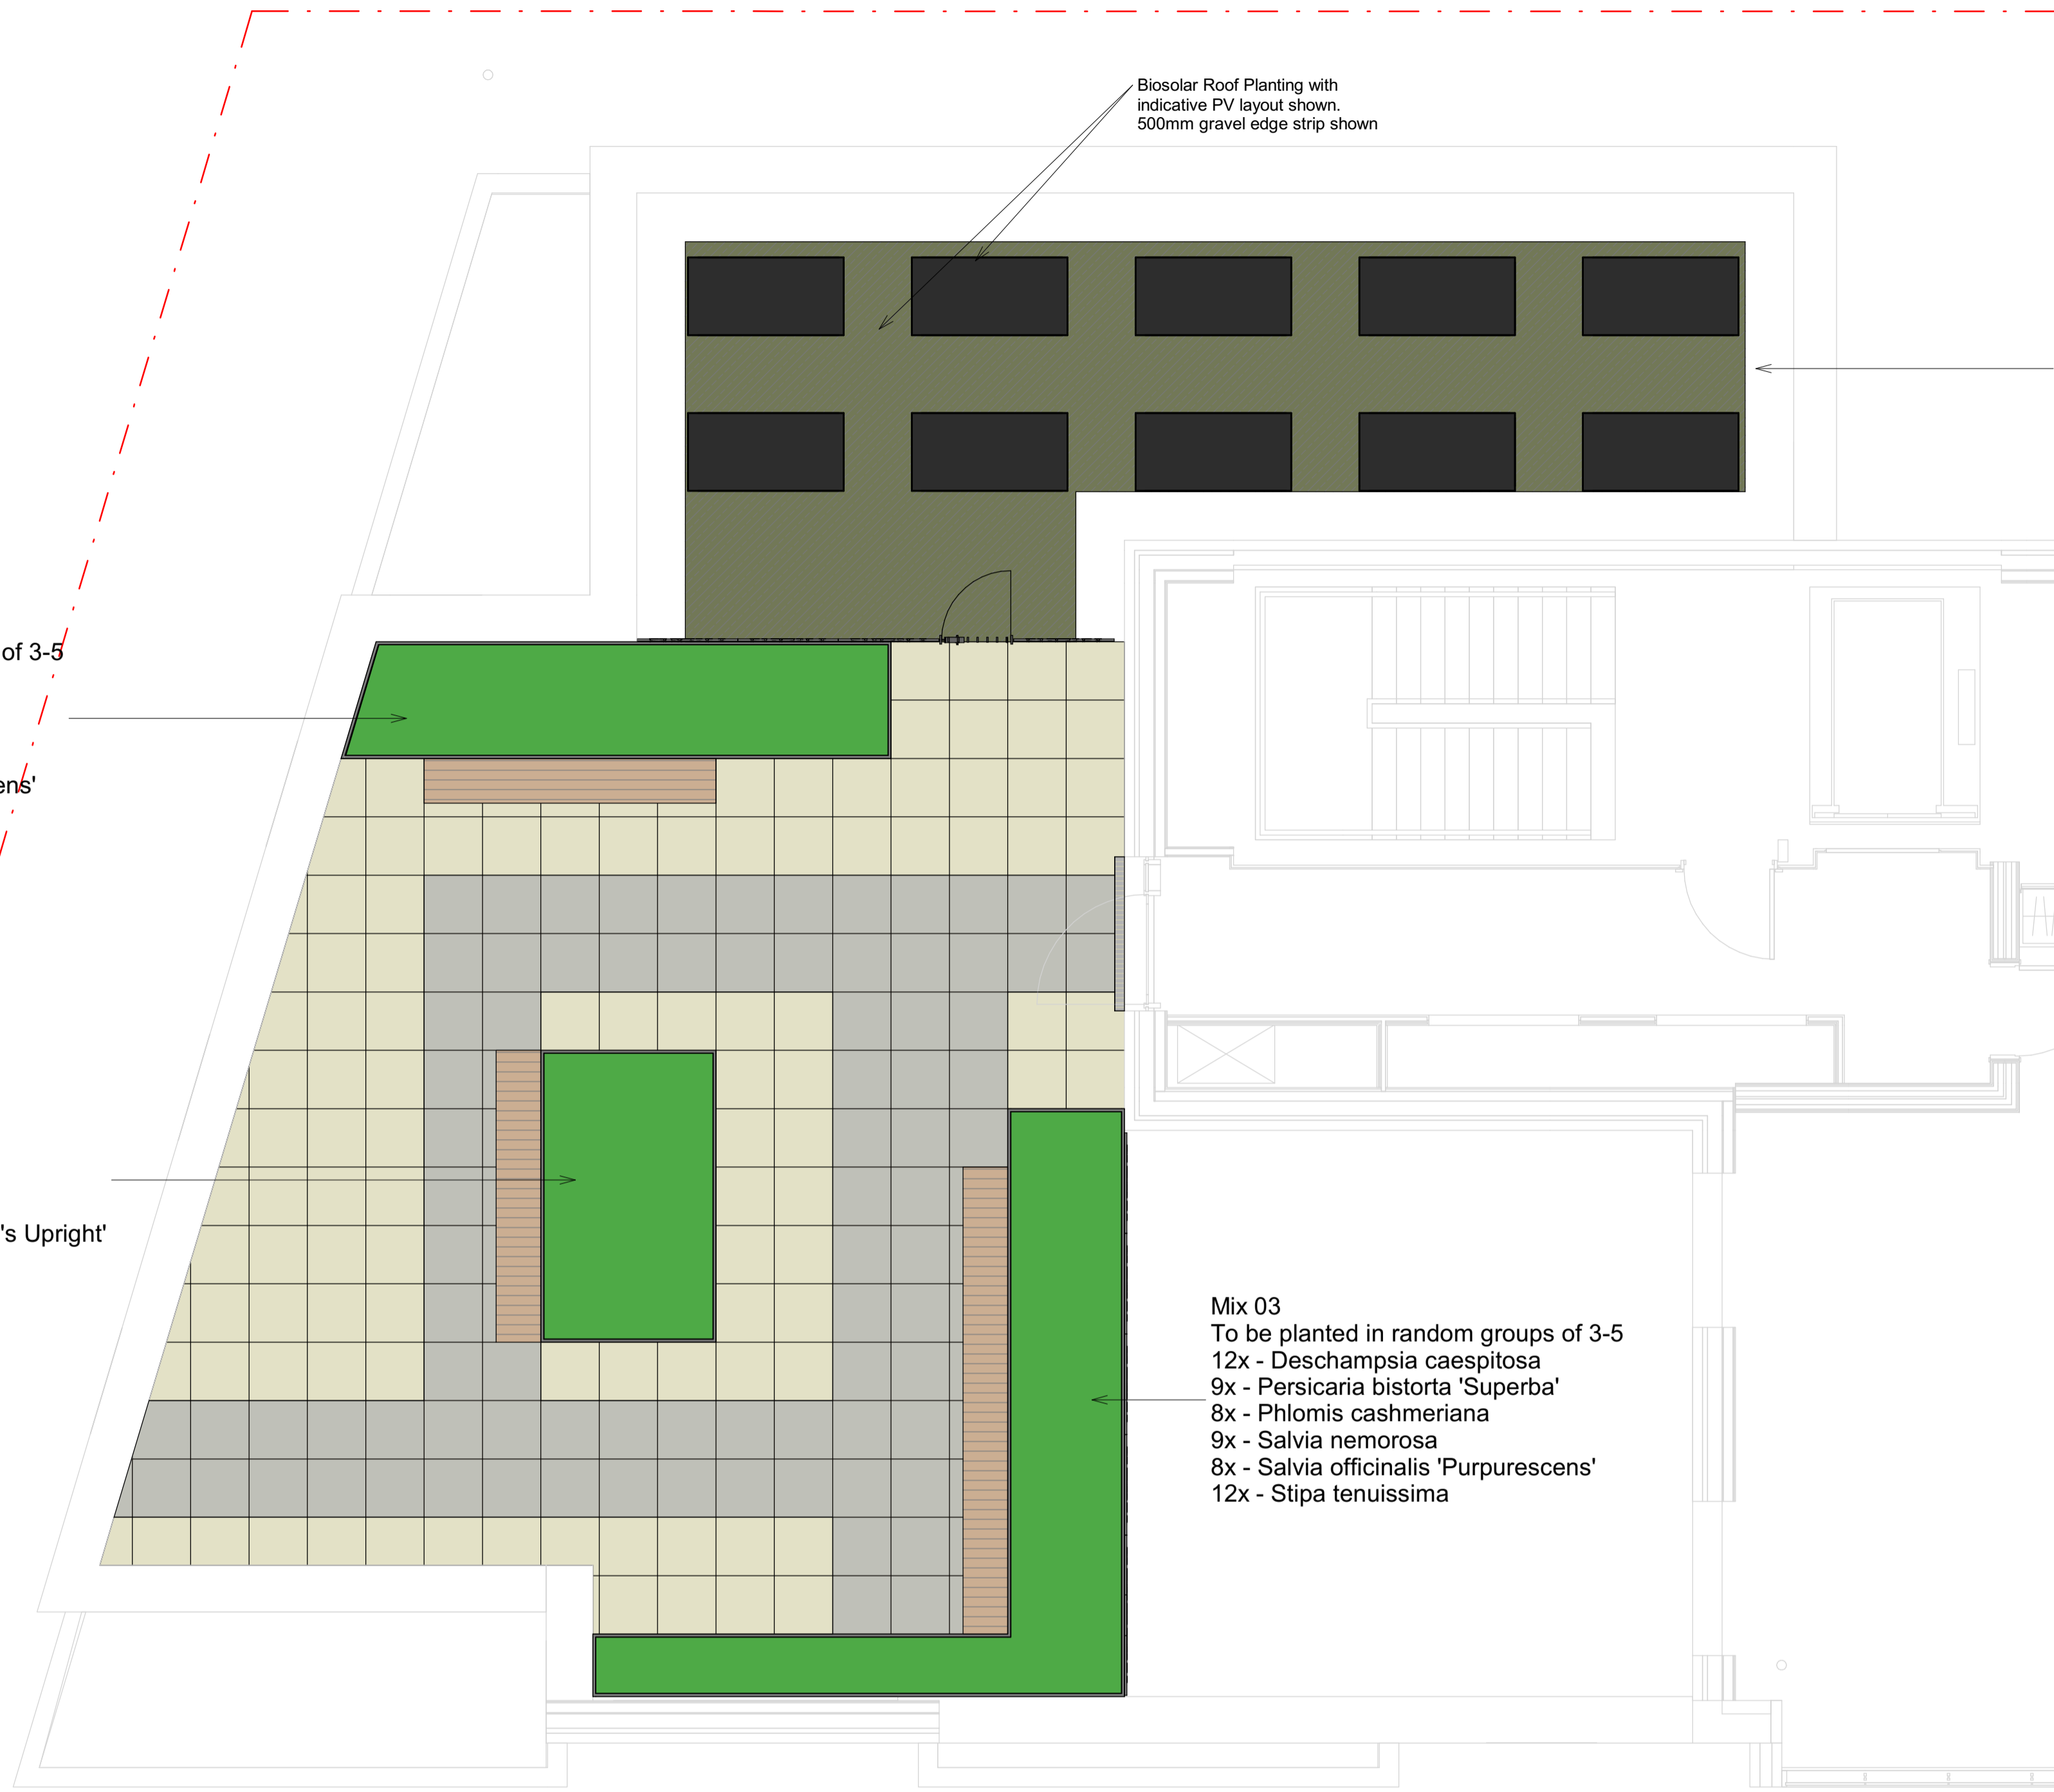 Biosolar Roof Planting with
indicative PV layout shown.
500mm gravel edge strip shown
of 3-5
ens'
's Upright'
Mix 03
To be planted in random groups of 3-5
12x - Deschampsia caespitosa
9x - Persicaria bistorta 'Superba'
8x - Phlomis cashmeriana
9x - Salvia nemorosa
8x - Salvia officinalis 'Purpurescens'
12x - Stipa tenuissima